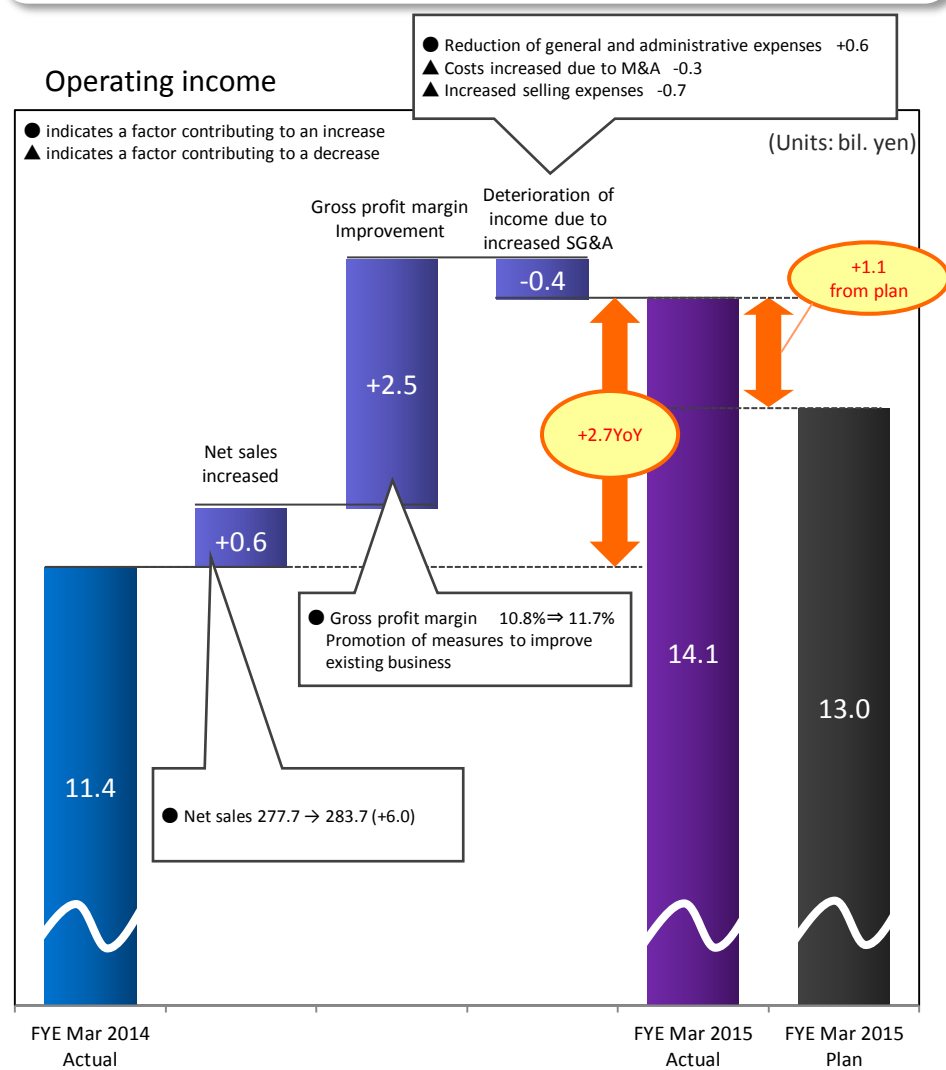 ● Reduction of general and administrative expenses +0.6
▲ Costs increased due to M&A -0.3
▲ Increased selling expenses -0.7
Operating income
● indicates a factor contributing to an increase
▲ indicates a factor contributing to a decrease
(Units: bil. yen)
Gross profit margin
Improvement
Deterioration of
income due to
increased SG&A
-0.4
+1.1
from plan
+2.5
+2.7YoY
Net sales
increased
+0.6
● Gross profit margin 10.8%⇒ 11.7%
Promotion of measures to improve
existing business
14.1
13.0
11.4
● Net sales 277.7 → 283.7 (+6.0)
FYE Mar 2014
Actual
FYE Mar 2015
Actual
FYE Mar 2015
Plan